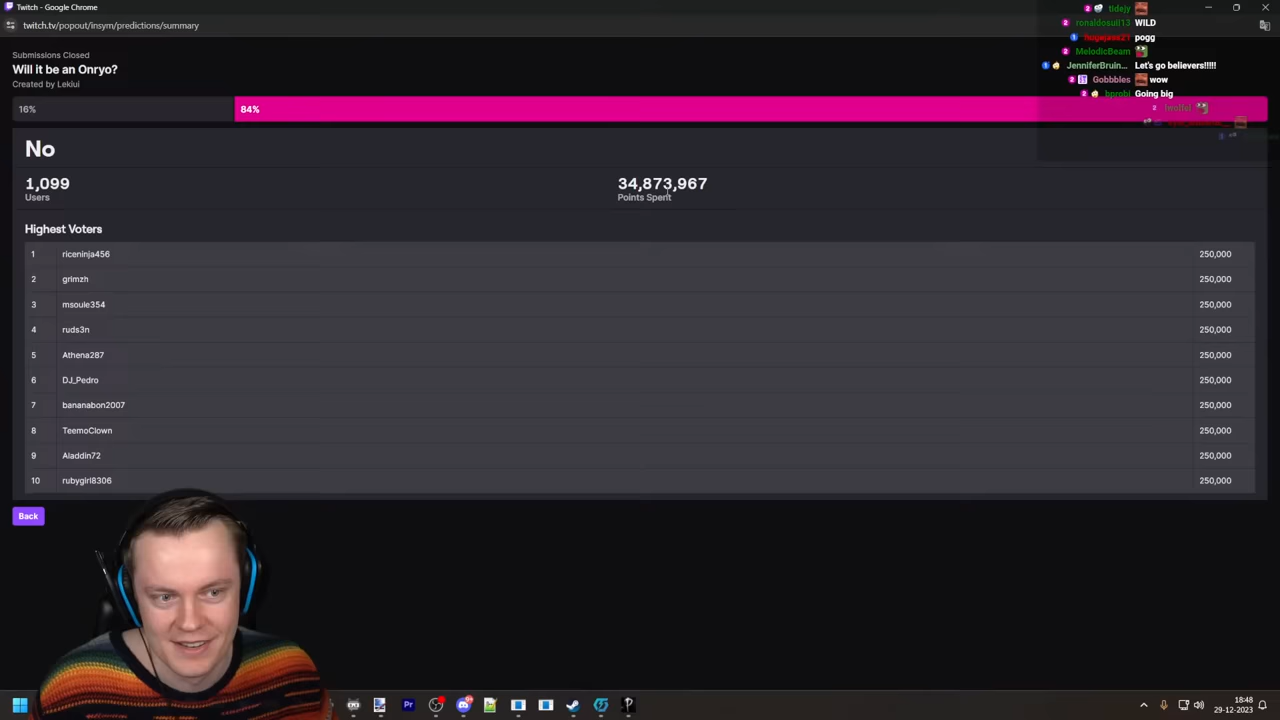 Twitch - Google Chrome
twitch.tv/popout/insym/predictions/summary
Submissions Closed
Will it be an Onryo?
Created by Lekiui
16%
84%
No
1,099
Users
34,873,967
Points Spent
Highest Voters
1 riceninja456 250,000
2 grimzh 250,000
3 msoule354 250,000
4 ruds3n 250,000
5 Athena287 250,000
6 DJ_Pedro 250,000
7 bananabon2007 250,000
8 TeemoClown 250,000
9 Aladdin72 250,000
10 rubygirl8306 250,000
Back
tidejy
ronaldosuii13 WILD
pogg
MelodicBeam
JenniferBruin... Let's go believers!!!!!
Gobbbles wow
bprobi Going big
18:48
29-12-2023